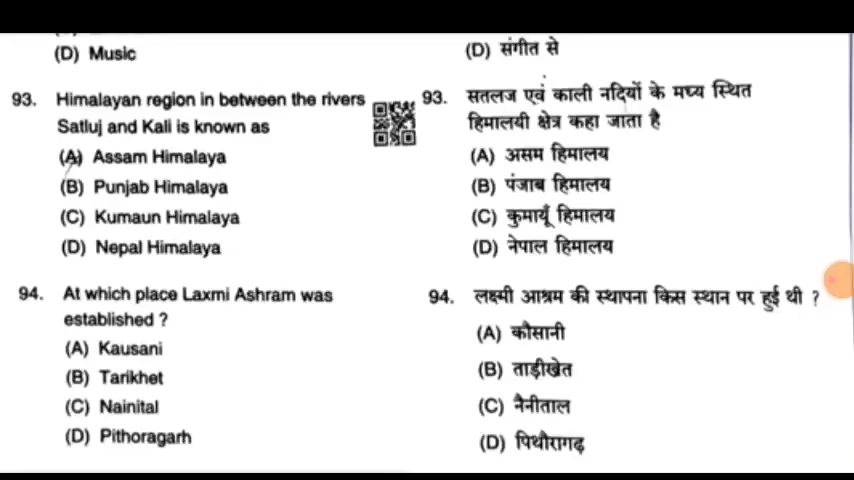 (D) Music
93. Himalayan region in between the rivers
Satluj and Kali is known as
(A) Assam Himalaya
(B) Punjab Himalaya
(C) Kumaun Himalaya
(D) Nepal Himalaya
94. At which place Laxmi Ashram was
established ?
(A) Kausani
(B) Tarikhet
(C) Nainital
(D) Pithoragarh
(D) संगीत से
93. सतलज एवं काली नदियों के मध्य स्थित
हिमालयी क्षेत्र कहा जाता है
(A) असम हिमालय
(B) पंजाब हिमालय
(C) कुमायूँ हिमालय
(D) नेपाल हिमालय
94. लक्ष्मी आश्रम की स्थापना किस स्थान पर हुई थी ?
(A) कौसानी
(B) ताड़ीखेत
(C) नैनीताल
(D) पिथौरागढ़